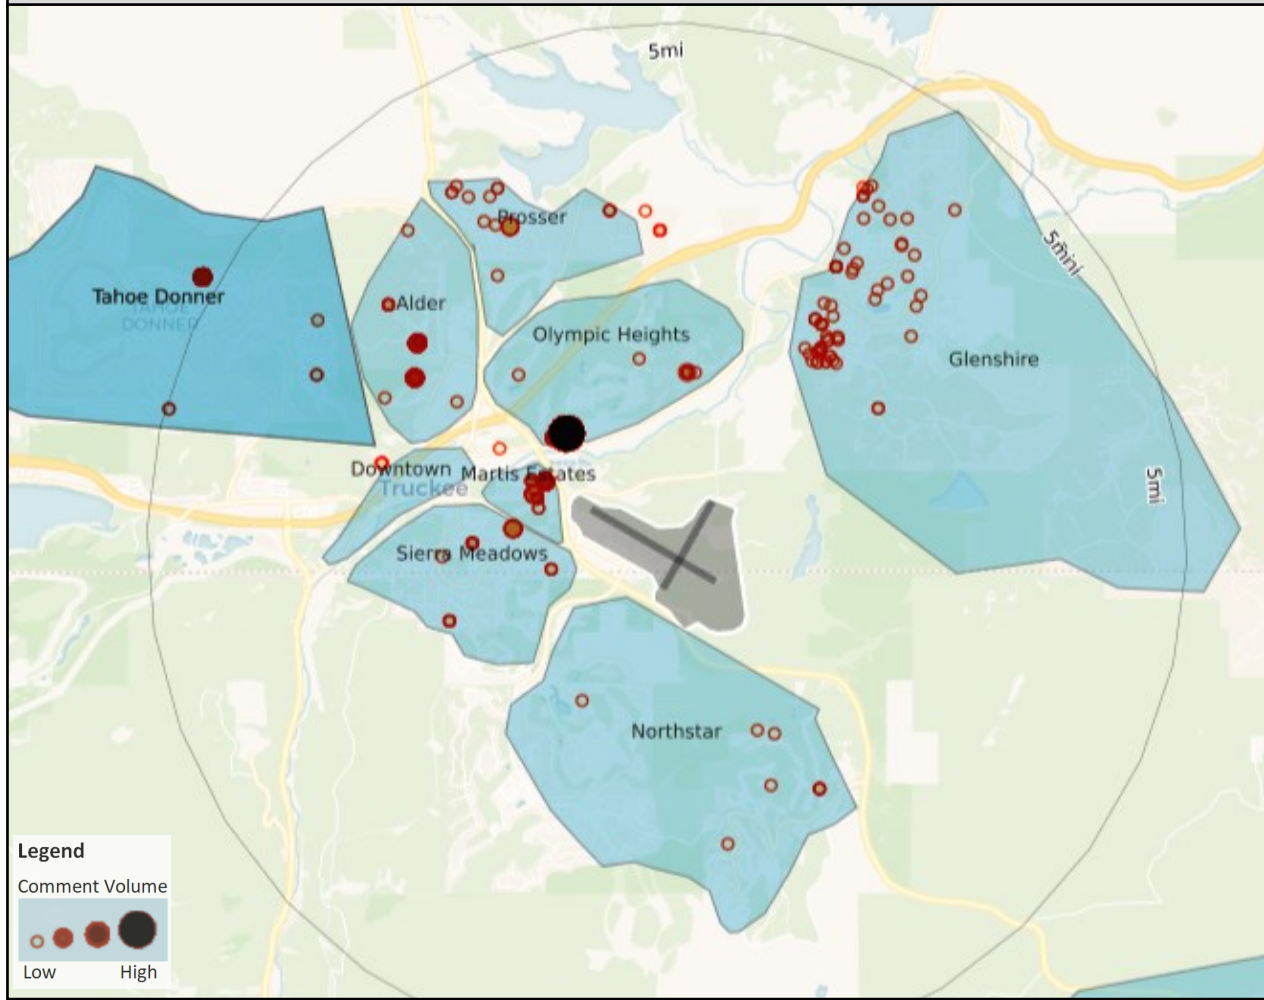 5mi
Prosser
5mi
5mi
Tahoe Donner
TAHOE
DONNER
Alder
Olympic Heights
Glenshire
Downtown
Martis Estates
Truckee
5mi
Sierra Meadows
Northstar
Legend
Comment Volume
Low
High